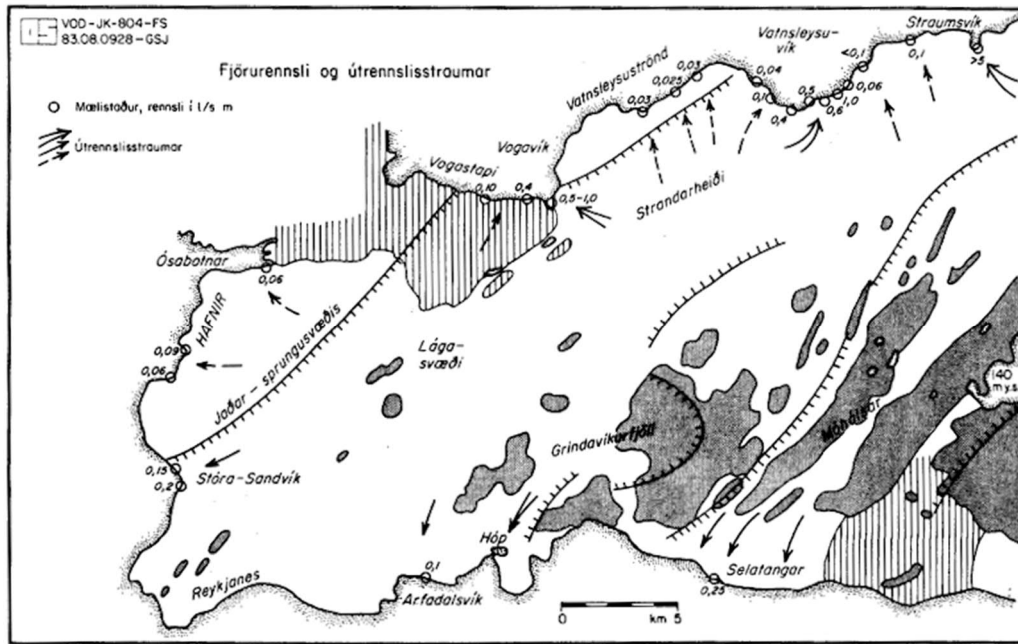 OS VOD-JK-804-FS
83.08.0928-GSJ
Fjörurennsli og útrennslisstraumar
Mælistaður, rennsli í l/s m
Útrennslisstraumar
Straumsvík
Vatnsleysu-
vík
<0,1
0,1
>5
Vatnsleysuströnd
0,03
0,025
0,03
0,04
0,10
0,4
0,5
0,6
1,0
0,06
Vogavík
Vogastapi
0,10
0,4
0,5-1,0
Strandarheiði
Ósabotnar
0,06
HAFNIR
0,09
0,06
Jaðar-sprungusvæðis
Lága-
svæði
140
m y.s.
Móhálsar
Grindavíkurfjöll
0,15
0,2
Stóra-Sandvík
Hóp
Selatangar
0,25
Reykjanes
0,1
Arfadalsvík
0 km 5